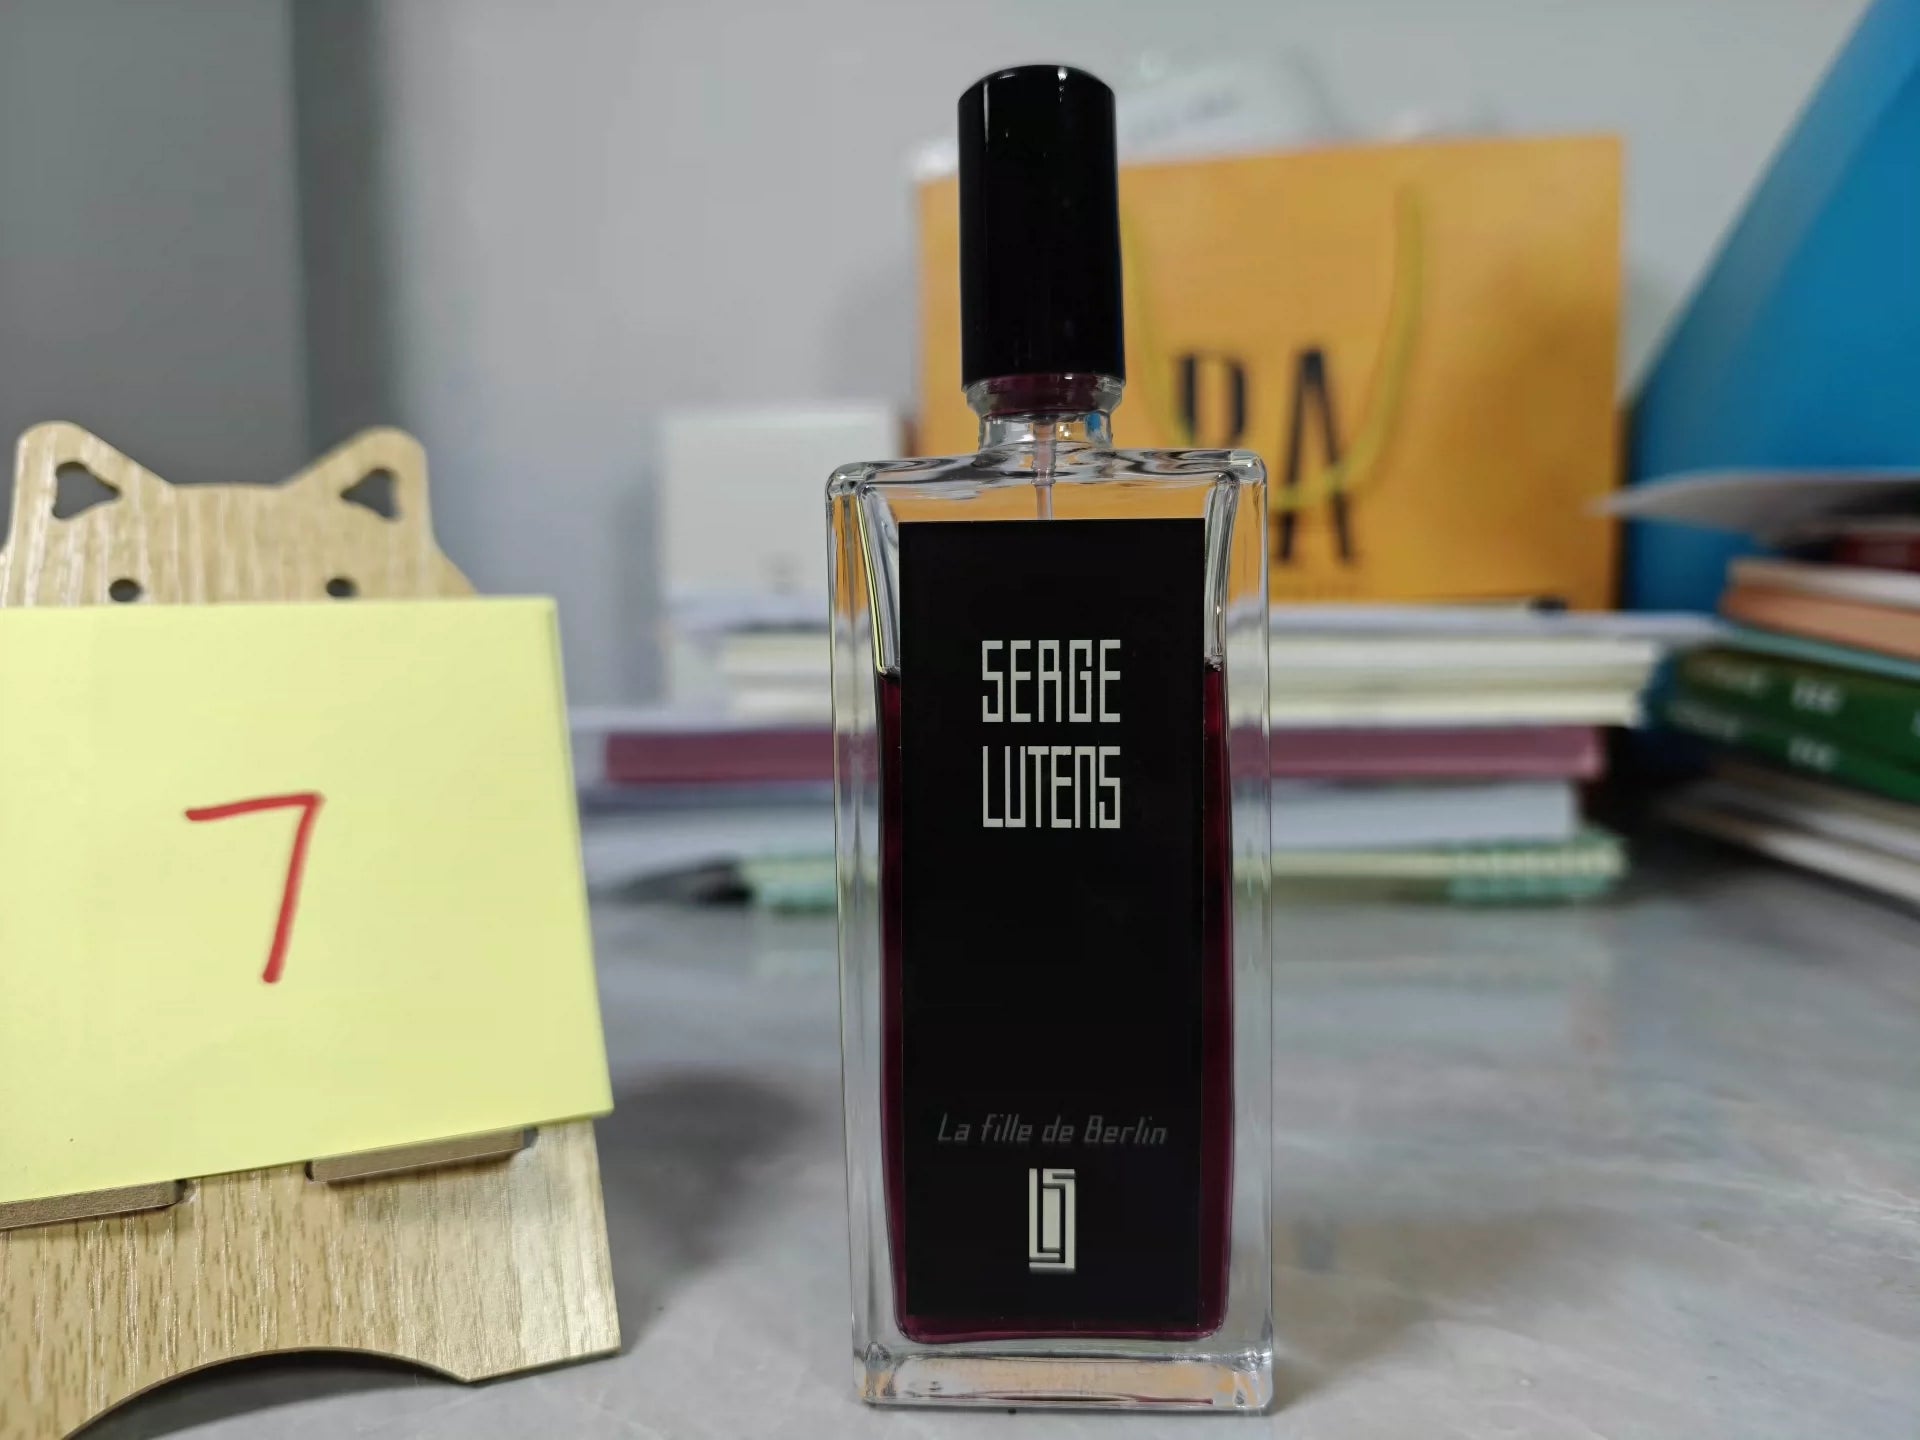 7
SERGE
LUTENS
La fille de Berlin